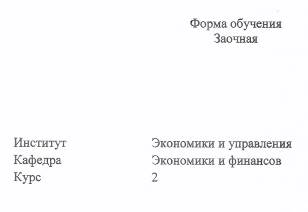 Форма обучения
Заочная
Институт Экономики и управления
Кафедра Экономики и финансов
Курс 2